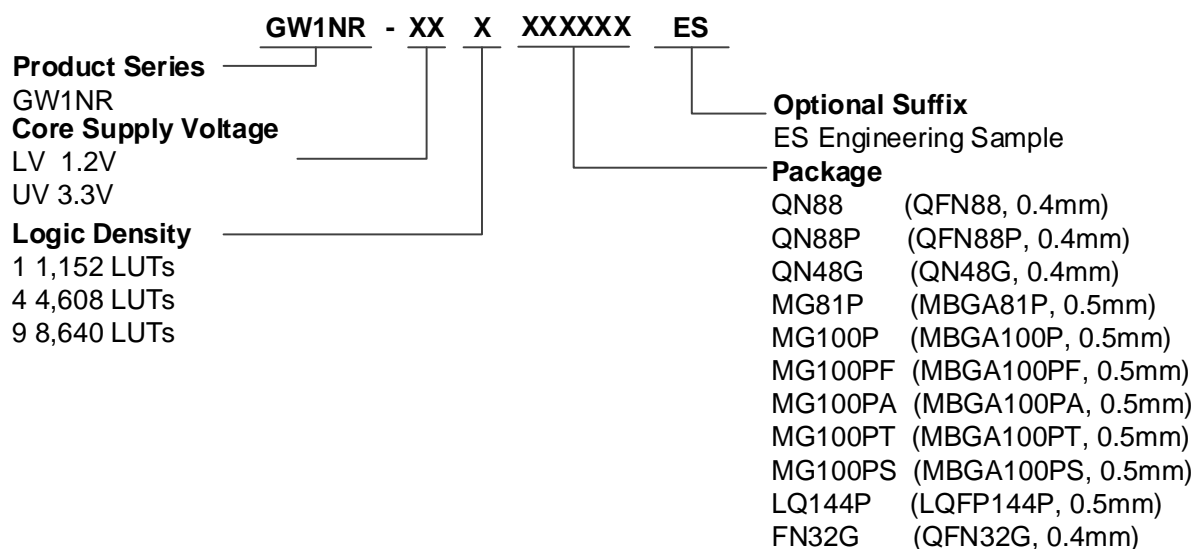 GW1NR - XX X XXXXXX ES
Product Series
GW1NR
Core Supply Voltage
LV 1.2V
UV 3.3V
Logic Density
1 1,152 LUTs
4 4,608 LUTs
9 8,640 LUTs
Optional Suffix
ES Engineering Sample
Package
QN88 (QFN88, 0.4mm)
QN88P (QFN88P, 0.4mm)
QN48G (QN48G, 0.4mm)
MG81P (MBGA81P, 0.5mm)
MG100P (MBGA100P, 0.5mm)
MG100PF (MBGA100PF, 0.5mm)
MG100PA (MBGA100PA, 0.5mm)
MG100PT (MBGA100PT, 0.5mm)
MG100PS (MBGA100PS, 0.5mm)
LQ144P (LQFP144P, 0.5mm)
FN32G (QFN32G, 0.4mm)